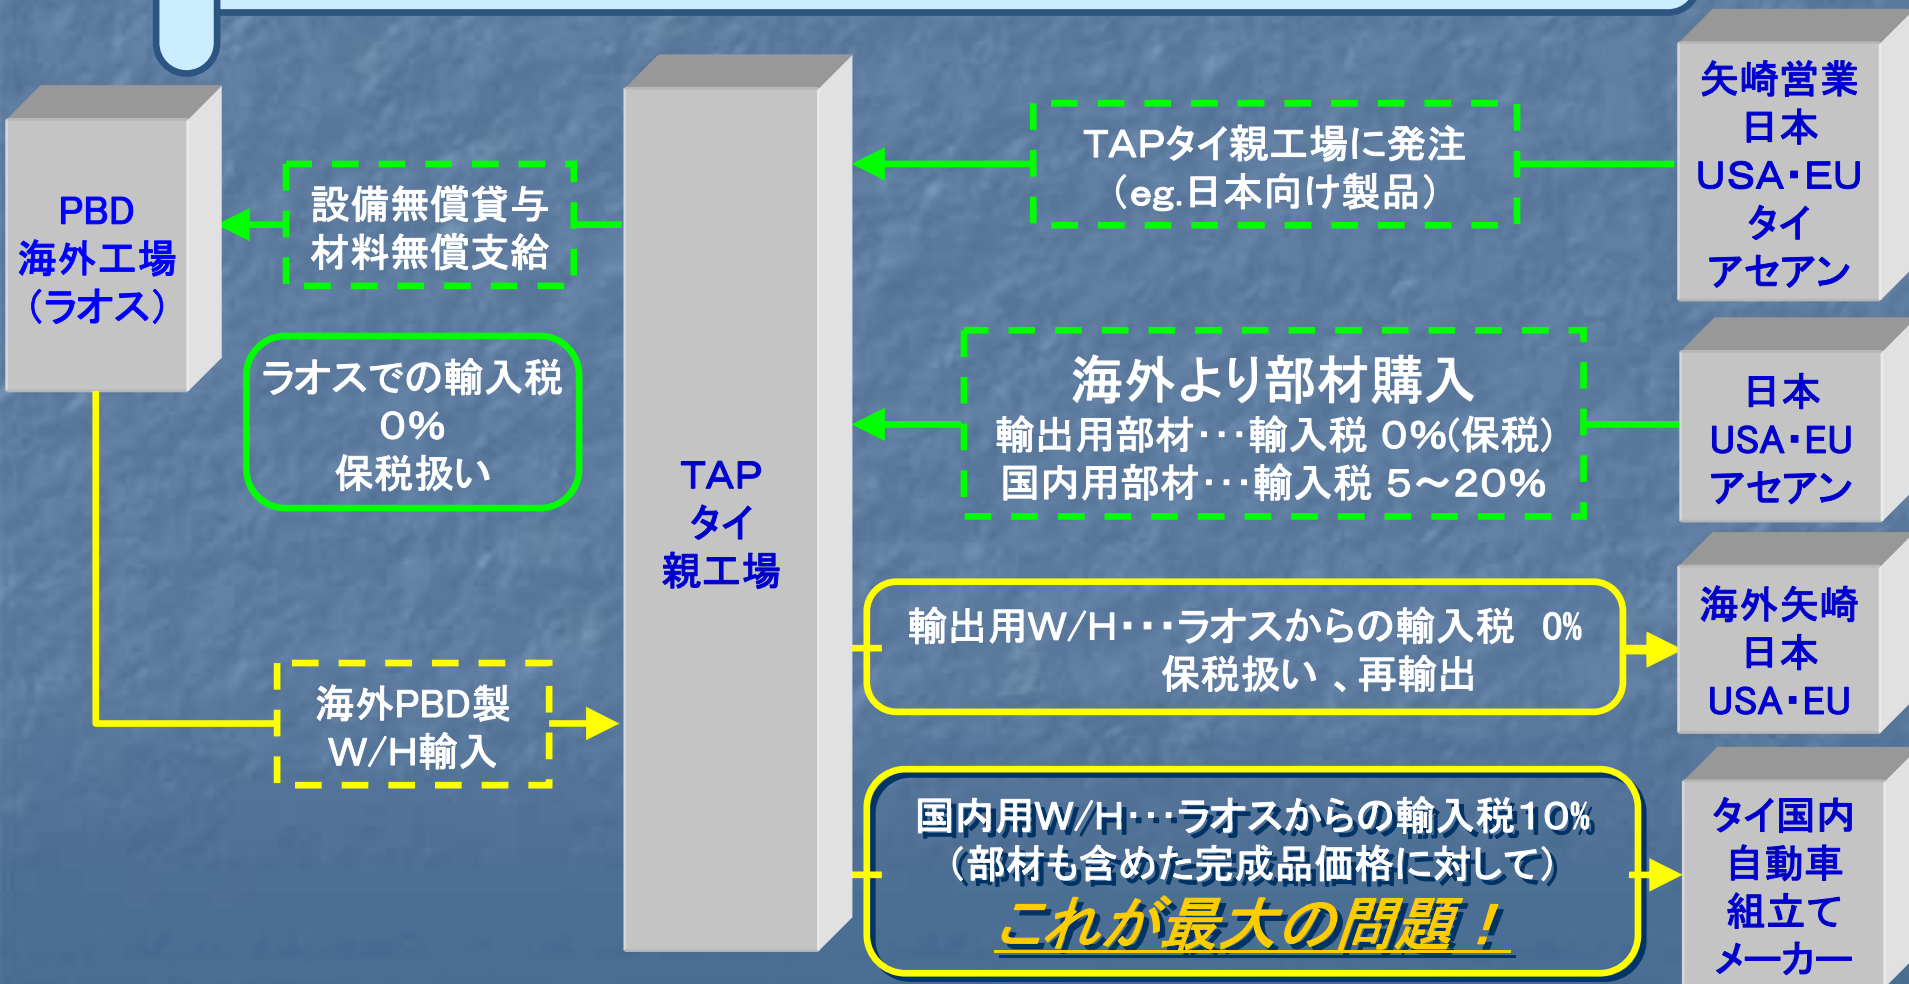 PBD
海外工場
（ラオス）
設備無償貸与
材料無償支給
ラオスでの輸入税
0%
保税扱い
海外PBD製
W/H輸入
TAP
タイ
親工場
TAPタイ親工場に発注
（eg.日本向け製品）
海外より部材購入
輸出用部材･･･輸入税 0%(保税)
国内用部材･･･輸入税 5～20%
輸出用W/H･･･ラオスからの輸入税 0%
保税扱い 、再輸出
国内用W/H･･･ラオスからの輸入税10%
（部材も含めた完成品価格に対して）
これが最大の問題！
矢崎営業
日本
USA･EU
タイ
アセアン
日本
USA･EU
アセアン
海外矢崎
日本
USA･EU
タイ国内
自動車
組立て
メーカー